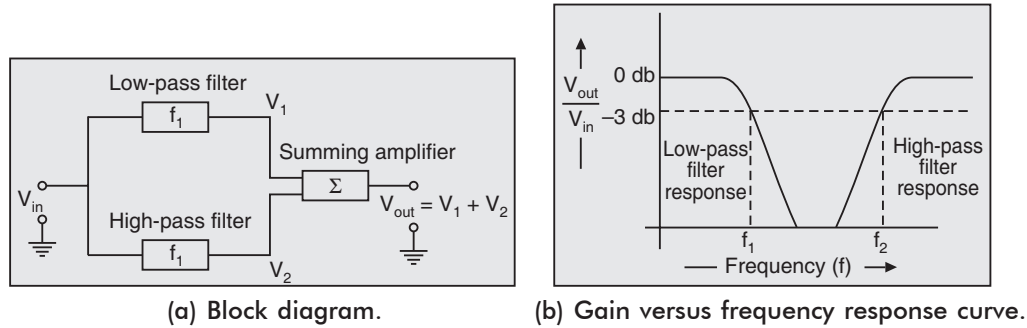 Low-pass filter
f1
V1
Summing amplifier
Σ
Vin
Vout = V1 + V2
High-pass filter
f1
V2
(a) Block diagram.
Vout
Vin
0 db
–3 db
Low-pass
filter
response
High-pass
filter
response
f1
f2
Frequency (f)
(b) Gain versus frequency response curve.